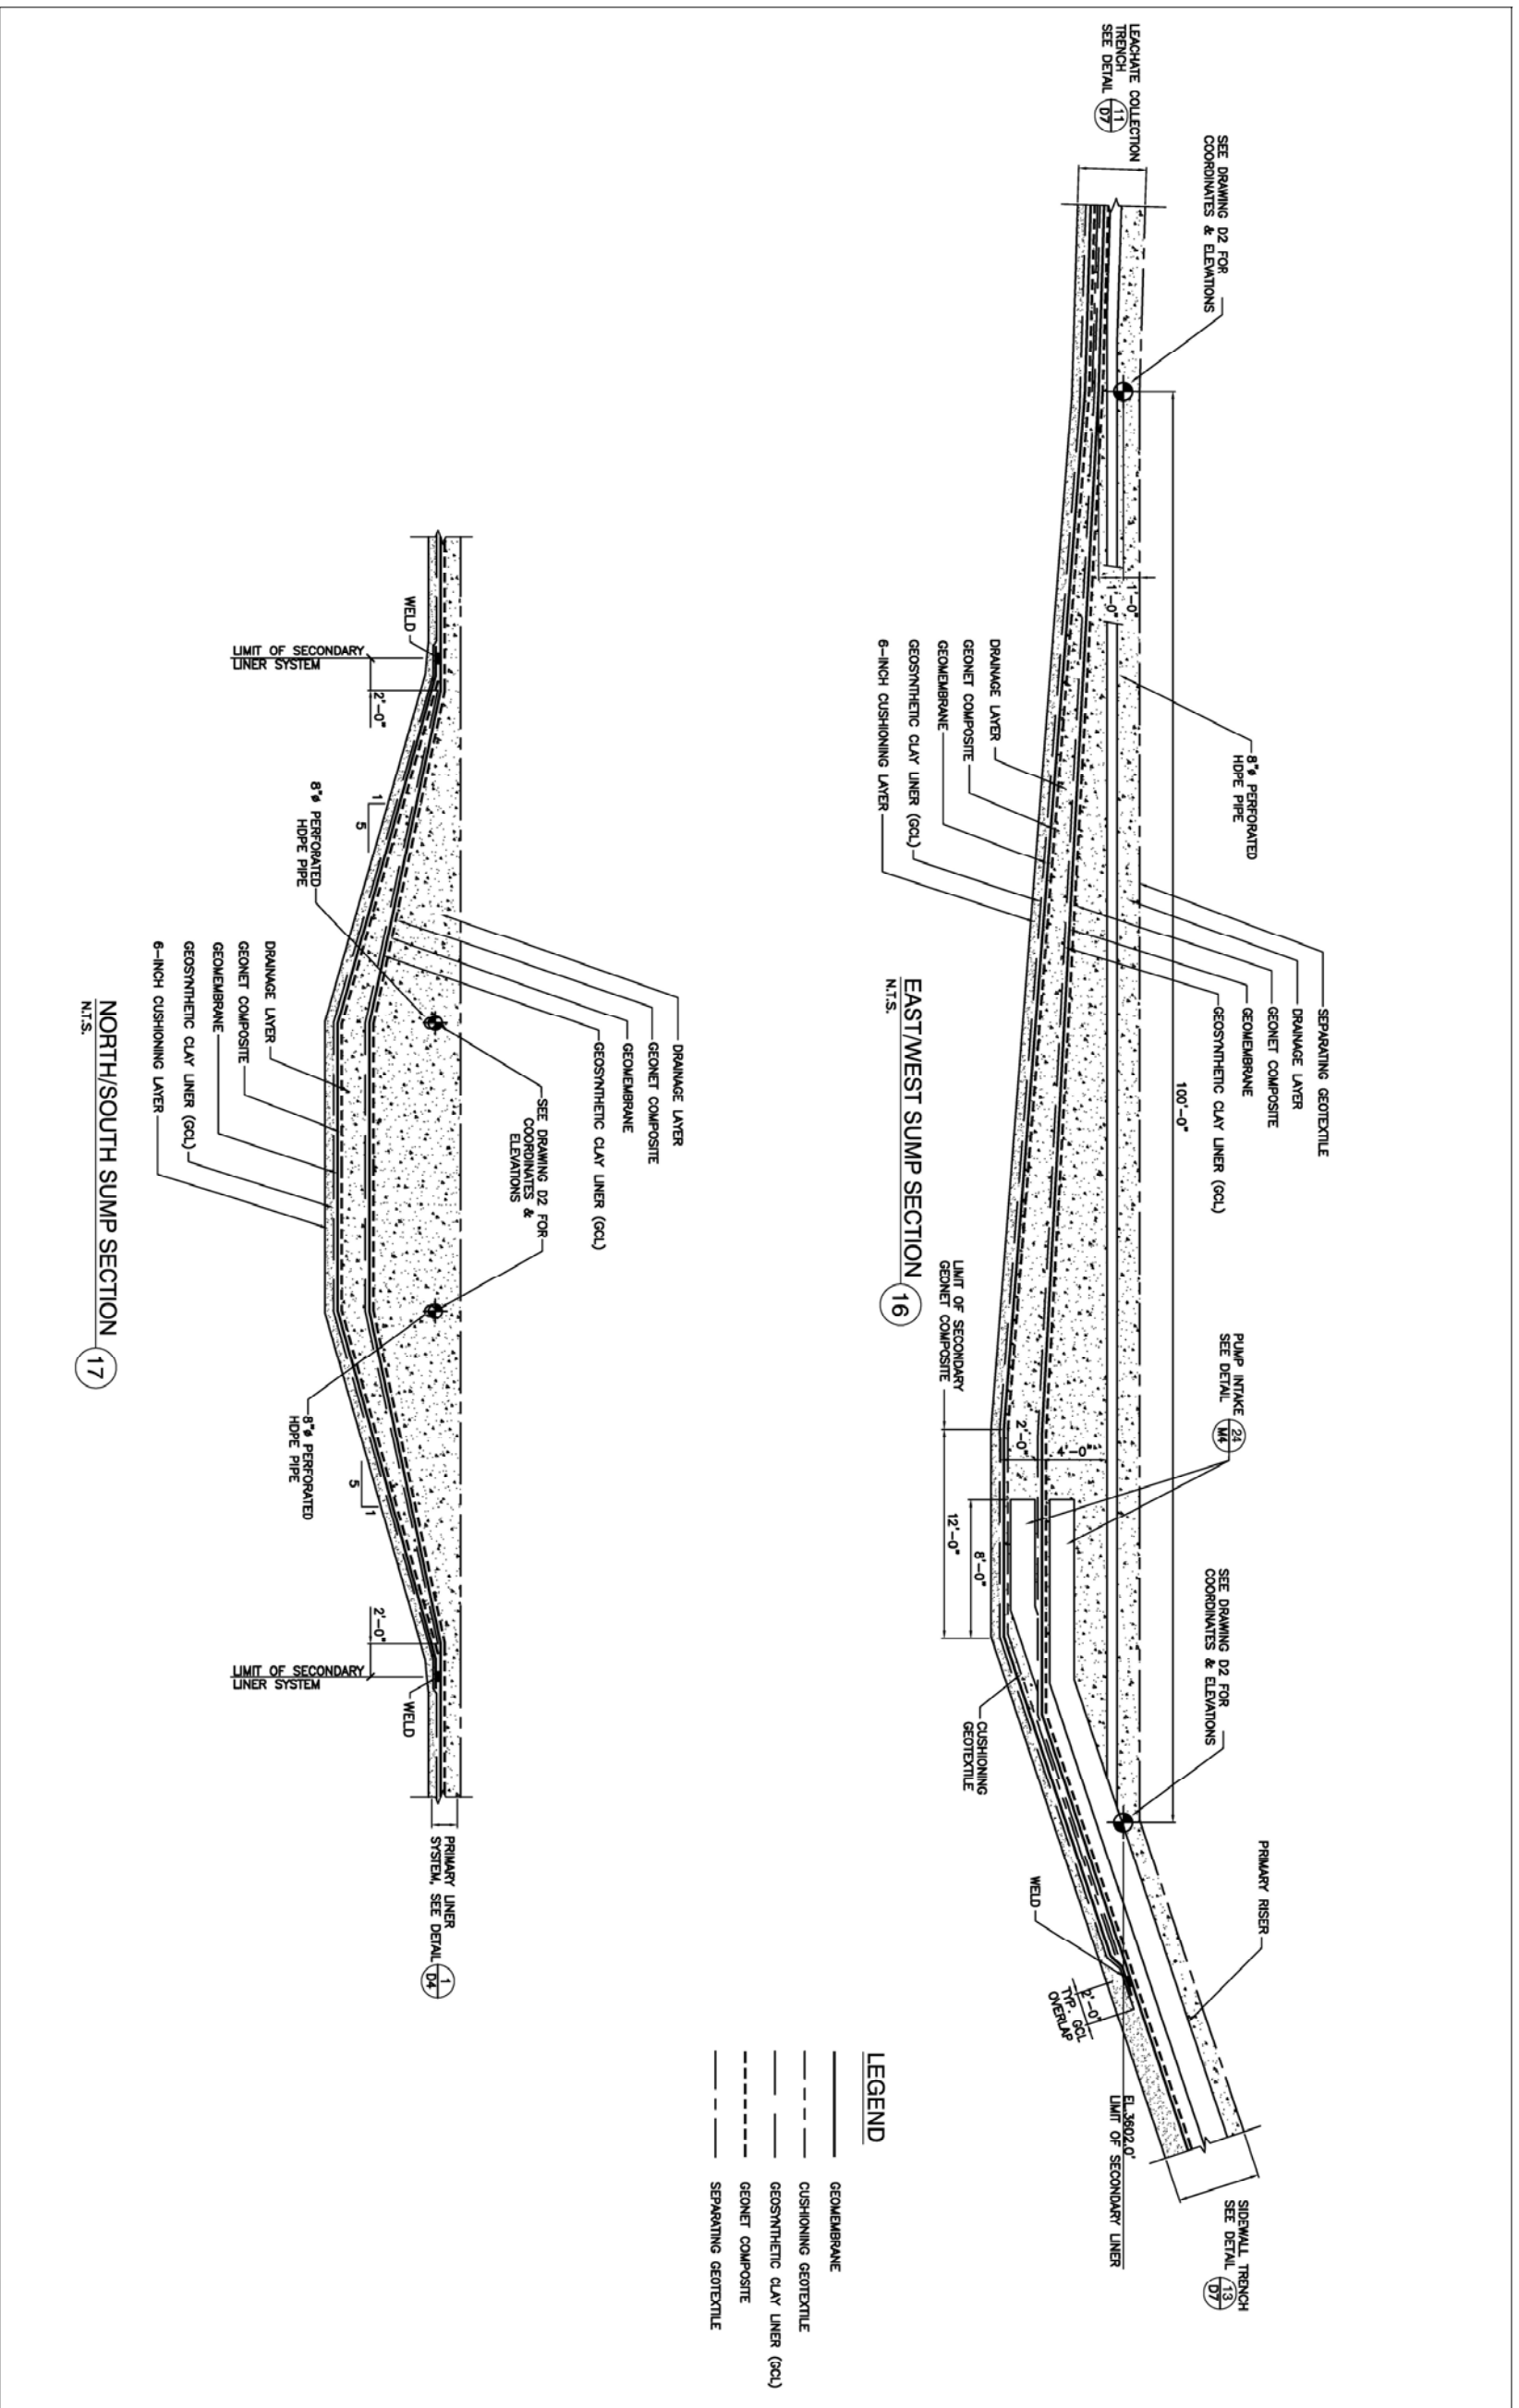 LEACHATE COLLECTION
TRENCH
SEE DETAIL
11
D7
SEE DRAWING D2 FOR
COORDINATES & ELEVATIONS
1'-0"
1'-0"
8"ø PERFORATED
HDPE PIPE
SEPARATING GEOTEXTILE
DRAINAGE LAYER
GEONET COMPOSITE
GEOMEMBRANE
GEOSYNTHETIC CLAY LINER (GCL)
100'-0"
PUMP INTAKE
SEE DETAIL
24
M4
SEE DRAWING D2 FOR
COORDINATES & ELEVATIONS
PRIMARY RISER
SIDEWALL TRENCH
SEE DETAIL
13
D7
EL.3602.0'
LIMIT OF SECONDARY LINER
2'-0"
TYP. GCL
OVERLAP
WELD
CUSHIONING
GEOTEXTILE
2'-0"
4'-0"
8'-0"
12'-0"
LIMIT OF SECONDARY
GEONET COMPOSITE
DRAINAGE LAYER
GEONET COMPOSITE
GEOMEMBRANE
GEOSYNTHETIC CLAY LINER (GCL)
6-INCH CUSHIONING LAYER
EAST/WEST SUMP SECTION
16
N.T.S.
LEGEND
GEOMEMBRANE
CUSHIONING GEOTEXTILE
GEOSYNTHETIC CLAY LINER (GCL)
GEONET COMPOSITE
SEPARATING GEOTEXTILE
DRAINAGE LAYER
GEONET COMPOSITE
GEOMEMBRANE
GEOSYNTHETIC CLAY LINER (GCL)
SEE DRAWING D2 FOR
COORDINATES &
ELEVATIONS
WELD
LIMIT OF SECONDARY
LINER SYSTEM
2'-0"
1
5
8"ø PERFORATED
HDPE PIPE
8"ø PERFORATED
HDPE PIPE
5
1
2'-0"
LIMIT OF SECONDARY
LINER SYSTEM
WELD
PRIMARY LINER
SYSTEM, SEE DETAIL
1
D4
DRAINAGE LAYER
GEONET COMPOSITE
GEOMEMBRANE
GEOSYNTHETIC CLAY LINER (GCL)
6-INCH CUSHIONING LAYER
NORTH/SOUTH SUMP SECTION
17
N.T.S.